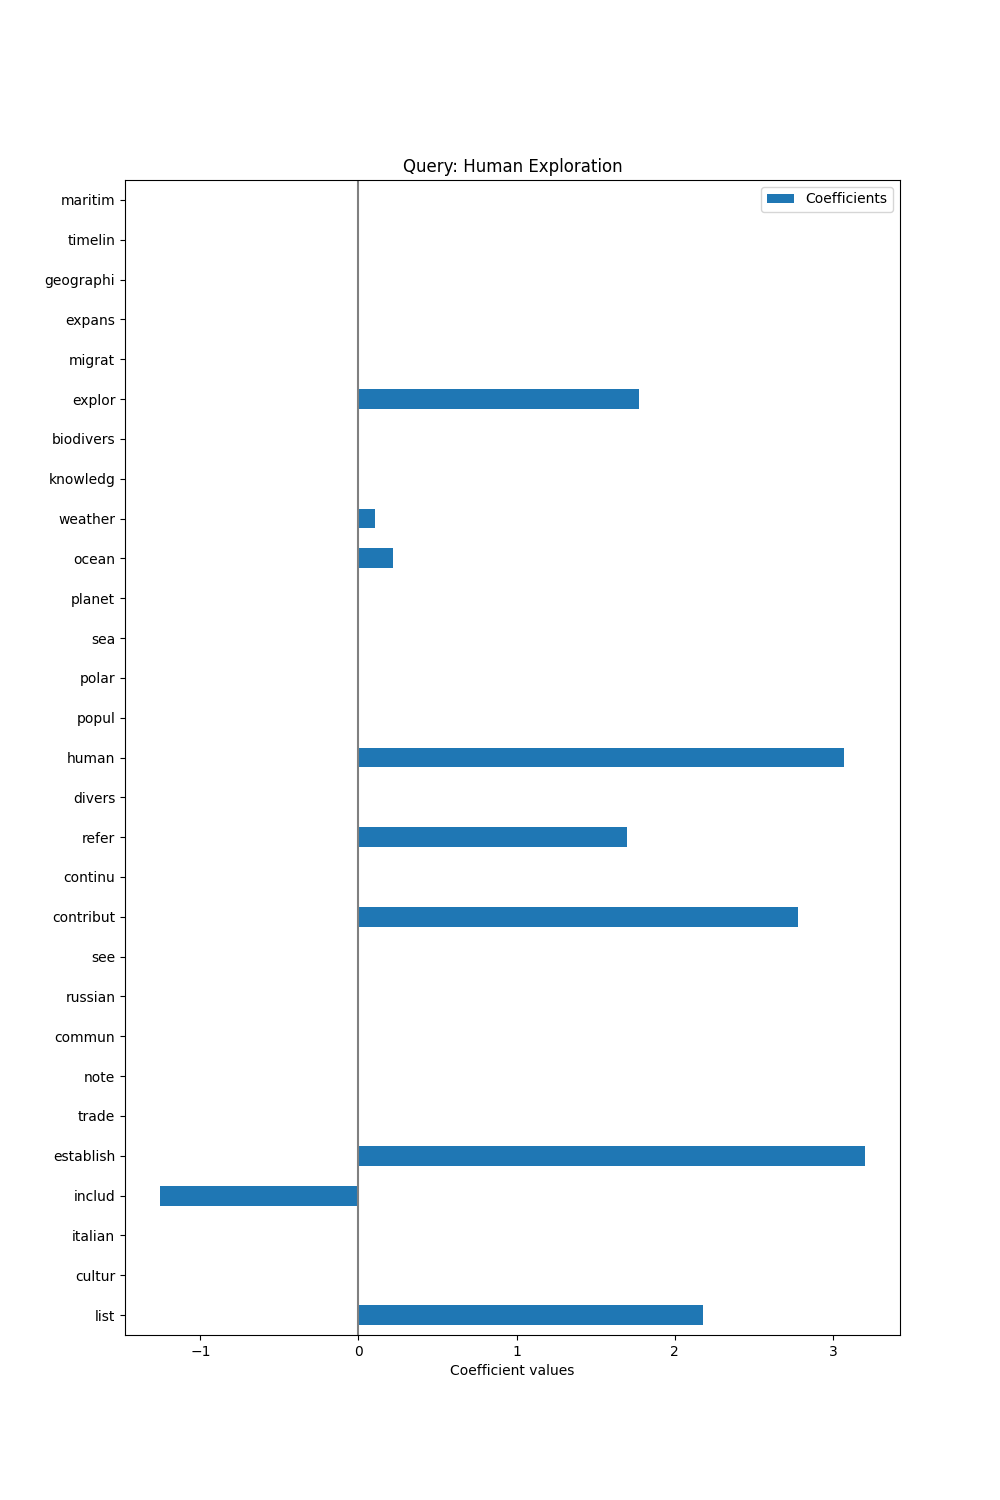 Query: Human Exploration
Coefficients
maritim
timelin
geographi
expans
migrat
explor
biodivers
knowledg
weather
ocean
planet
sea
polar
popul
human
divers
refer
continu
contribut
see
russian
commun
note
trade
establish
includ
italian
cultur
list
−1 0 1 2 3
Coefficient values